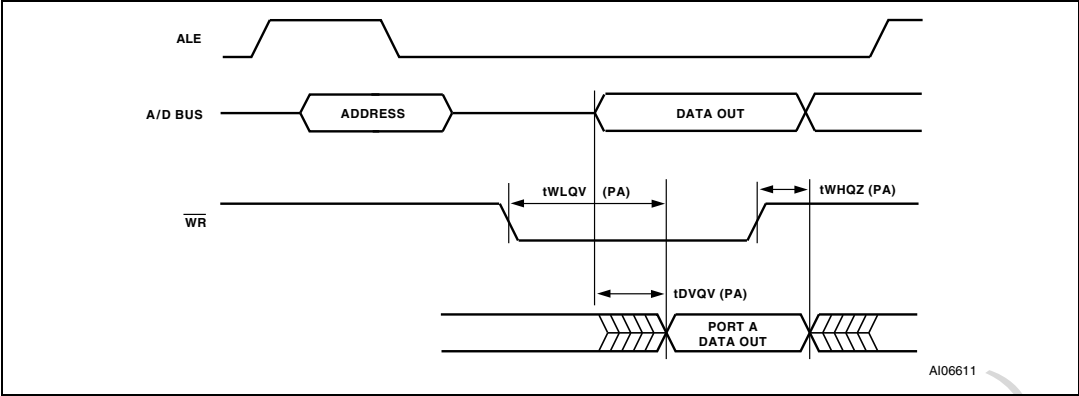 ALE
A/D BUS
ADDRESS
DATA OUT
tWLQV (PA)
tWHQZ (PA)
WR
tDVQV (PA)
PORT A
DATA OUT
AI06611